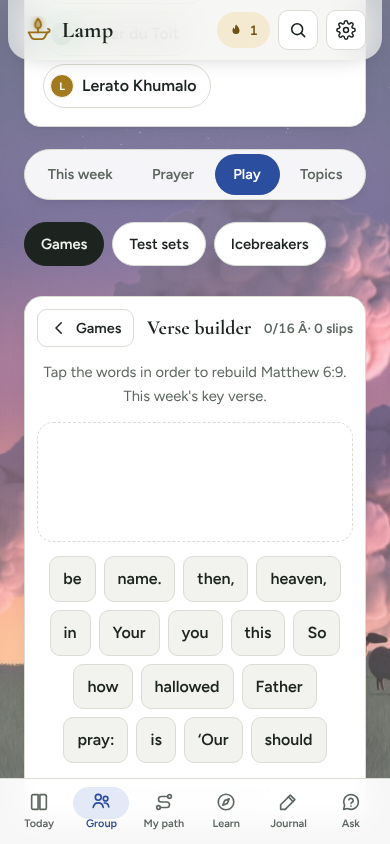 Lamp
1
L Lerato Khumalo
This week Prayer Play Topics
Games Test sets Icebreakers
Games Verse builder 0/16 Â· 0 slips
Tap the words in order to rebuild Matthew 6:9.
This week's key verse.
be name. then, heaven,
in Your you this So
how hallowed Father
pray: is ‘Our should
Today Group My path Learn Journal Ask